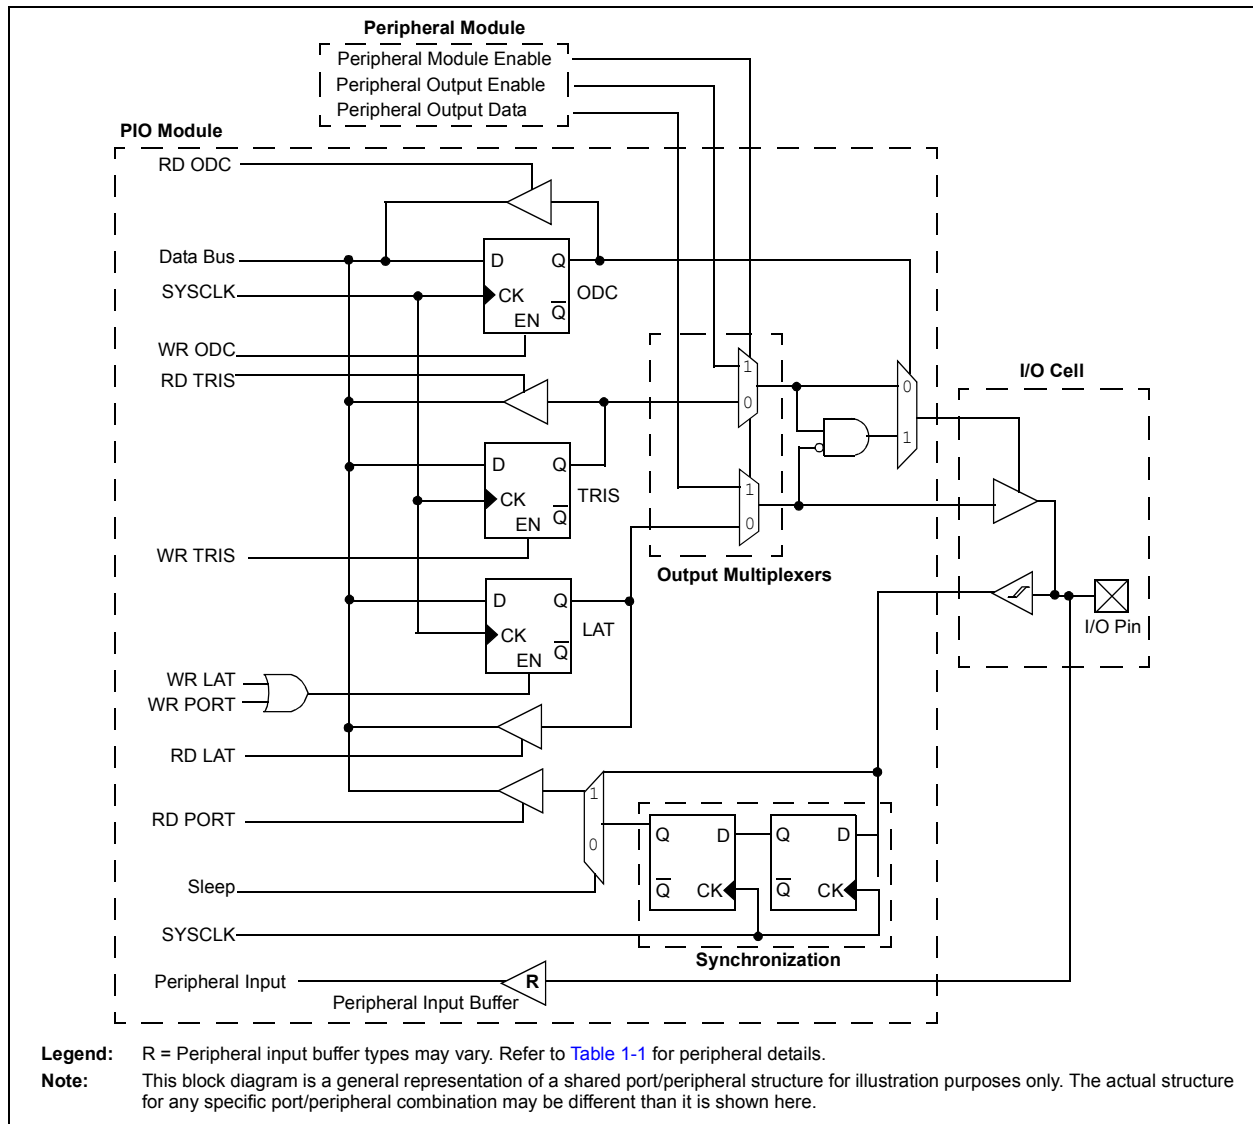 Peripheral Module
Peripheral Module Enable
Peripheral Output Enable
Peripheral Output Data
PIO Module
RD ODC
Data Bus
SYSCLK
WR ODC
RD TRIS
D
Q
CK
EN
Q
ODC
1
0
I/O Cell
0
1
D
Q
CK
EN
Q
TRIS
WR TRIS
1
0
Output Multiplexers
D
Q
CK
EN
Q
LAT
I/O Pin
WR LAT
WR PORT
RD LAT
RD PORT
1
0
Q
D
Q
D
Q
CK
Q
CK
Sleep
SYSCLK
Synchronization
Peripheral Input
R
Peripheral Input Buffer
Legend: R = Peripheral input buffer types may vary. Refer to Table 1-1 for peripheral details.
Note: This block diagram is a general representation of a shared port/peripheral structure for illustration purposes only. The actual structure
for any specific port/peripheral combination may be different than it is shown here.